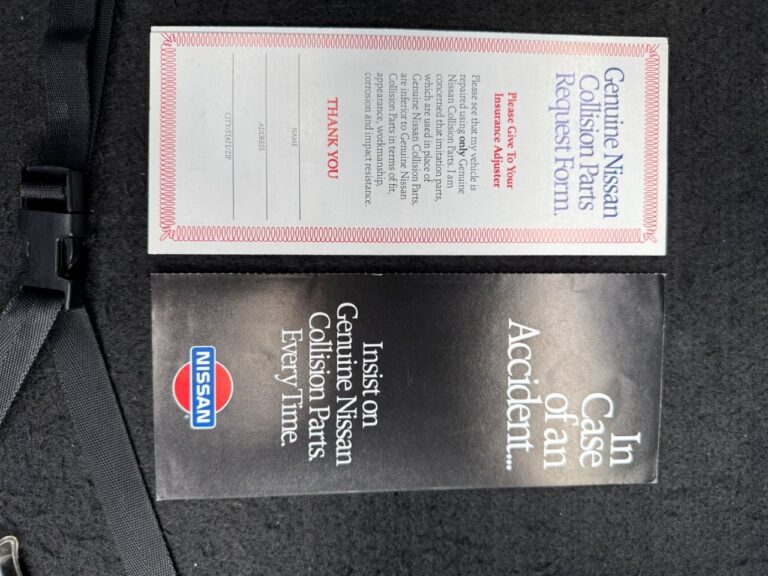 Genuine Nissan
Collision Parts
Request Form.
Please Give To Your
Insurance Adjuster
Please see that my vehicle is
repaired using only Genuine
Nissan Collision Parts. I am
concerned that imitation parts,
which are used in place of
Genuine Nissan Collision Parts,
are inferior to Genuine Nissan
Collision Parts in terms of fit,
appearance, workmanship,
corrosion and impact resistance.
THANK YOU
NAME
ADDRESS
CITY/STATE/ZIP
In
Case
of an
Accident...
Insist on
Genuine Nissan
Collision Parts.
Every Time.
NISSAN